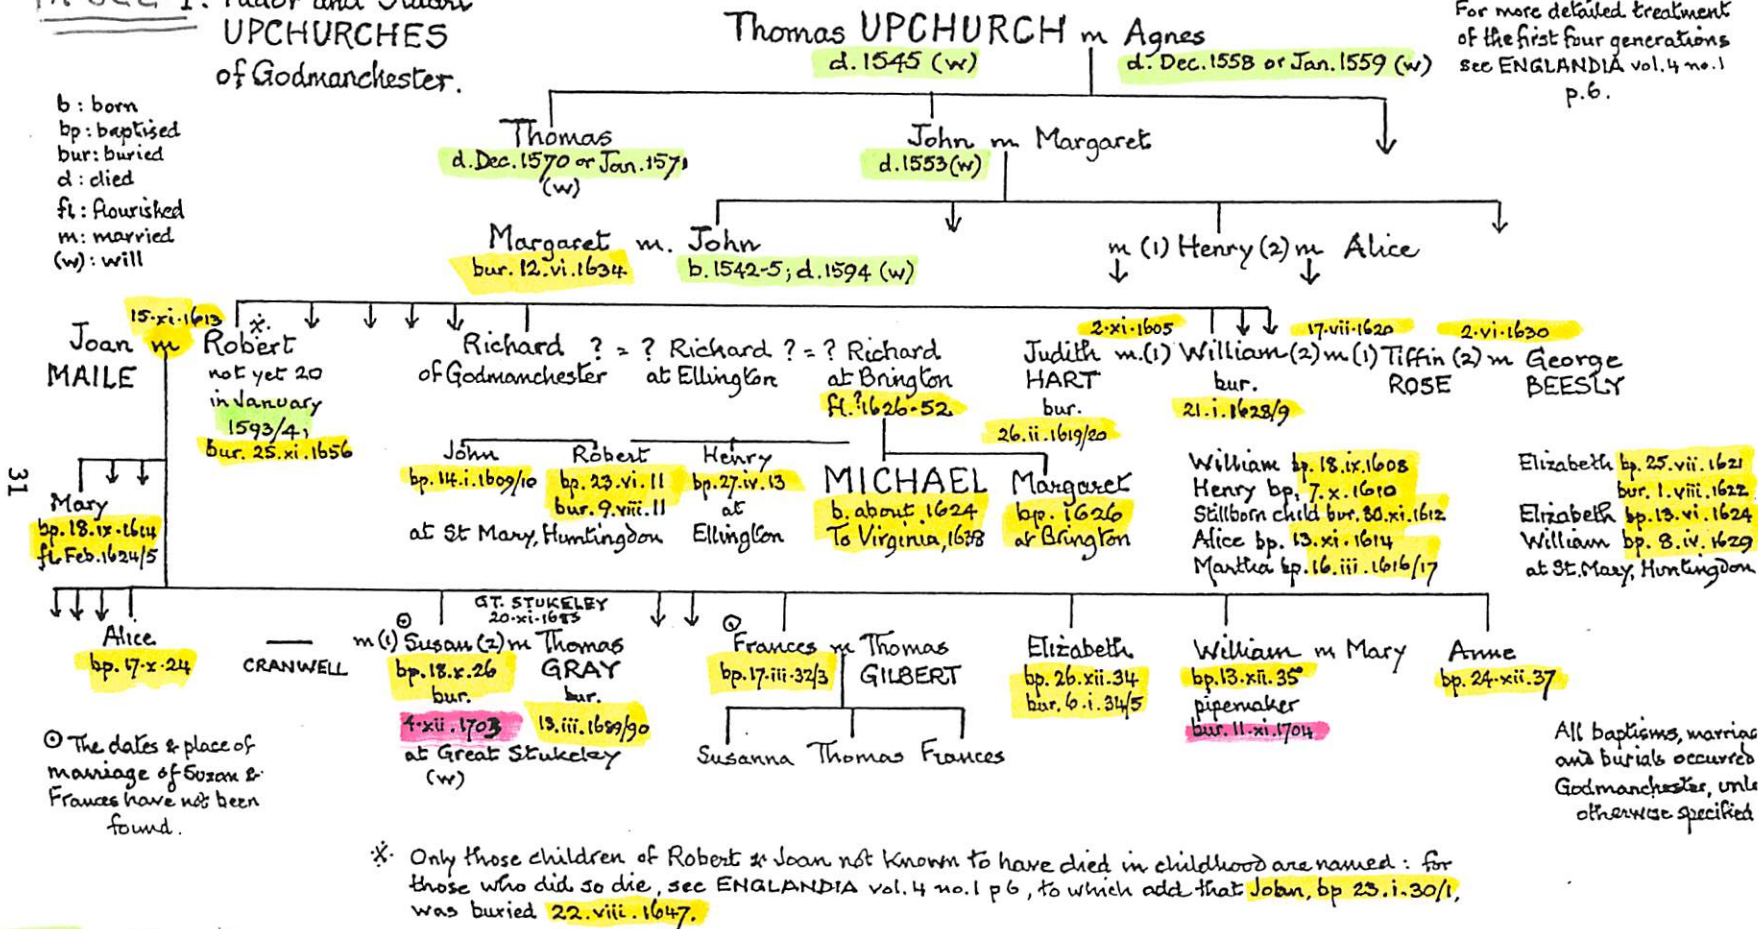 1. Tudor and Stuart
UPCHURCHES
of Godmanchester.
Thomas UPCHURCH m Agnes
d. 1545 (w)
d. Dec. 1558 or Jan. 1559 (w)
For more detailed treatment
of the first four generations
see ENGLANDIA vol. 4 no. 1
p. 6.
b : born
bp : baptised
bur : buried
d : died
fl : flourished
m : married
(w) : will
Thomas
d. Dec. 1570 or Jan. 1571
(w)
John m Margaret
d. 1553 (w)
Margaret m. John
bur. 12. vi. 1634
b. 1542-5; d. 1594 (w)
m (1) Henry (2) m Alice
15. xi. 1613
Joan m Robert
MAILE
not yet 20
in January
1593/4;
bur. 25. xi. 1656
Richard ? = ? Richard ? = ? Richard
of Godmanchester
at Ellington
at Brington
fl. ? 1626-52
2. xi. 1605
17. vii. 1620
2. vi. 1630
Judith m. (1) William (2) m (1) Tiffin (2) m George
HART
ROSE
BEESLY
bur.
26. ii. 1619/20
bur.
21. i. 1628/9
31
Mary
bp. 18. ix. 1614
fl. Feb. 1624/5
John
bp. 14. i. 1609/10
Robert
bp. 23. vi. 11
bur. 9. viii. 11
at St Mary, Huntingdon
Henry
bp. 27. iv. 13
at
Ellington
MICHAEL
b. about 1624
To Virginia, 1638
Margaret
bp. 1626
at Brington
William bp. 18. ix. 1608
Henry bp. 7. x. 1610
Stillborn child bur. 30. xi. 1612
Alice bp. 13. xi. 1614
Martha bp. 16. iii. 1616/17
Elizabeth bp. 25. vii. 1621
bur. 1. viii. 1622
Elizabeth bp. 13. vi. 1624
William bp. 8. iv. 1629
at St. Mary, Huntingdon
Alice
bp. 17. x. 24
GT. STUKELEY
⊙ 20. xi. 1683
CRANWELL m (1) Susan (2) m Thomas
GRAY
bp. 18. x. 26
bur.
4. xii. 1703
bur.
13. iii. 1689/90
at Great Stukeley
(w)
⊙
Frances m Thomas
GILBERT
bp. 17. iii. 32/3
Susanna Thomas Frances
Elizabeth
bp. 26. xii. 34
bur. 6. i. 34/5
William m Mary
bp. 13. xii. 35
pipemaker
bur. 11. xi. 1704
Anne
bp. 24. xii. 37
⊙ The dates & place of
marriage of Susan &
Frances have not been
found.
All baptisms, marriag
and burials occurred
Godmanchester, unle
otherwise specified
※ Only those children of Robert & Joan not known to have died in childhood are named : for
those who did so die, see ENGLANDIA vol. 4 no. 1 p 6, to which add that John, bp 23. i. 30/1,
was buried 22. viii. 1647.